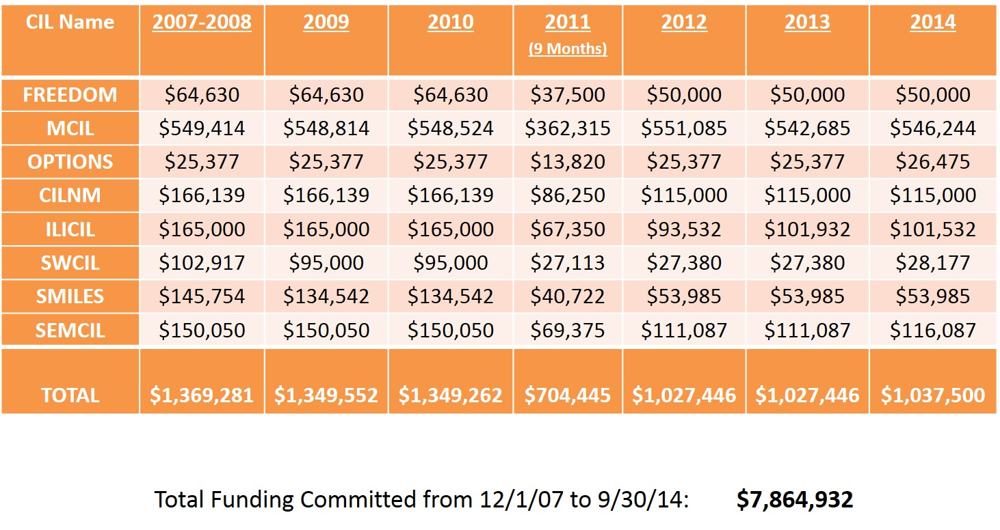 CIL Name 2007-2008 2009 2010 2011 2012 2013 2014
(9 Months)
FREEDOM $64,630 $64,630 $64,630 $37,500 $50,000 $50,000 $50,000
MCIL $549,414 $548,814 $548,524 $362,315 $551,085 $542,685 $546,244
OPTIONS $25,377 $25,377 $25,377 $13,820 $25,377 $25,377 $26,475
CILNM $166,139 $166,139 $166,139 $86,250 $115,000 $115,000 $115,000
ILICIL $165,000 $165,000 $165,000 $67,350 $93,532 $101,932 $101,532
SWCIL $102,917 $95,000 $95,000 $27,113 $27,380 $27,380 $28,177
SMILES $145,754 $134,542 $134,542 $40,722 $53,985 $53,985 $53,985
SEMCIL $150,050 $150,050 $150,050 $69,375 $111,087 $111,087 $116,087
TOTAL $1,369,281 $1,349,552 $1,349,262 $704,445 $1,027,446 $1,027,446 $1,037,500
Total Funding Committed from 12/1/07 to 9/30/14: $7,864,932